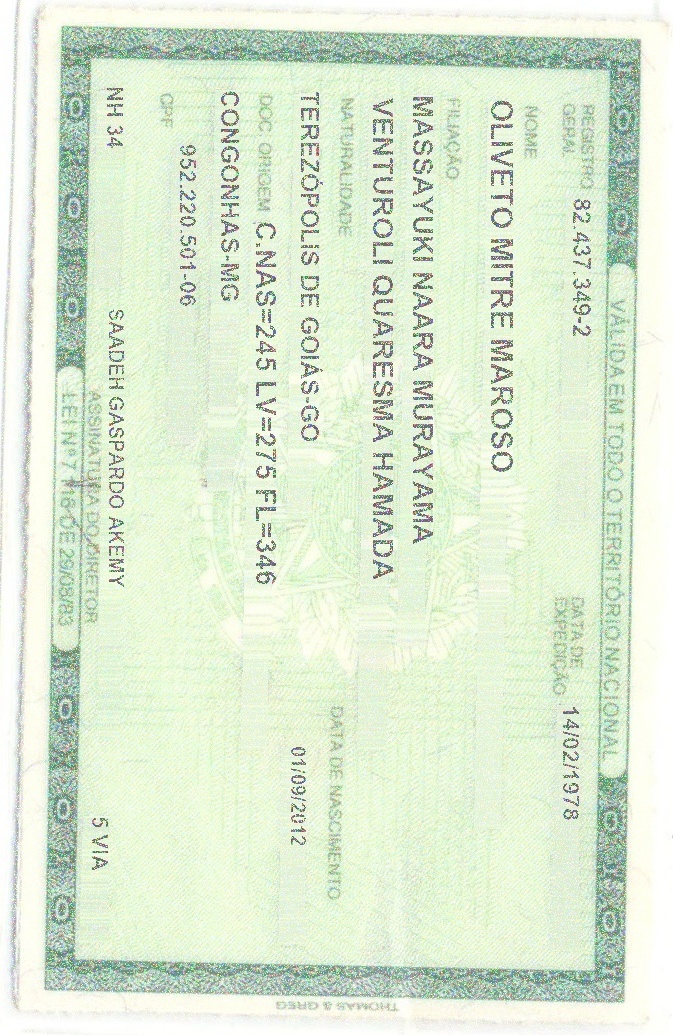 VÁLIDA EM TODO O TERRITÓRIO NACIONAL
REGISTRO GERAL 82.437.349-2 DATA DE EXPEDIÇÃO 14/02/1978
NOME
OLIVETO MITRE MAROSO
FILIAÇÃO
MASSAYUKI NAARA MURAYAMA
VENTUROLI QUARESMA HAMADA
NATURALIDADE DATA DE NASCIMENTO
TEREZÓPOLIS DE GOIÁS-GO 01/09/2012
DOC ORIGEM C.NAS=245 LV=275 FL=346
CONGONHAS-MG
CPF 952.220.501-06
NH 34 SAADEH GASPARDO AKEMY 5 VIA
ASSINATURA DO DIRETOR
LEI Nº 7.116 DE 29/08/83
THOMAS & GREG